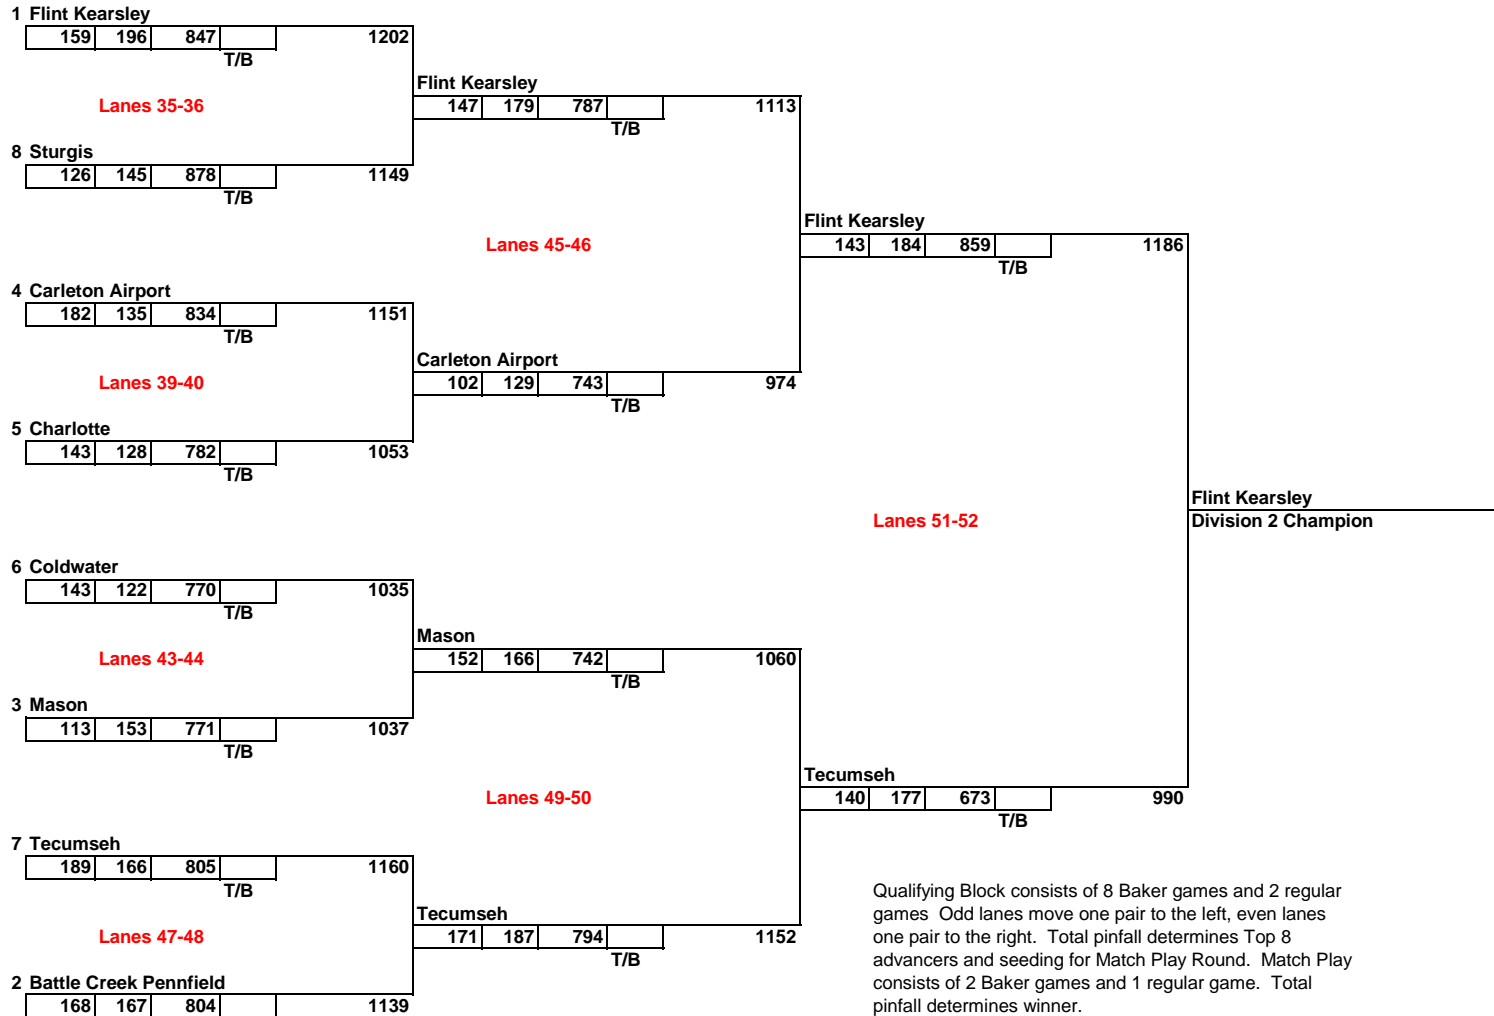 1 Flint Kearsley
159 196 847 1202
T/B
Flint Kearsley
Lanes 35-36
147 179 787 1113
T/B
8 Sturgis
126 145 878 1149
T/B
Flint Kearsley
Lanes 45-46
143 184 859 1186
T/B
4 Carleton Airport
182 135 834 1151
T/B
Carleton Airport
Lanes 39-40
102 129 743 974
T/B
5 Charlotte
143 128 782 1053
T/B
Flint Kearsley
Lanes 51-52
Division 2 Champion
6 Coldwater
143 122 770 1035
T/B
Mason
Lanes 43-44
152 166 742 1060
T/B
3 Mason
113 153 771 1037
T/B
Tecumseh
Lanes 49-50
140 177 673 990
T/B
7 Tecumseh
189 166 805 1160
T/B
Tecumseh
Lanes 47-48
171 187 794 1152
T/B
2 Battle Creek Pennfield
168 167 804 1139
Qualifying Block consists of 8 Baker games and 2 regular
games Odd lanes move one pair to the left, even lanes
one pair to the right. Total pinfall determines Top 8
advancers and seeding for Match Play Round. Match Play
consists of 2 Baker games and 1 regular game. Total
pinfall determines winner.